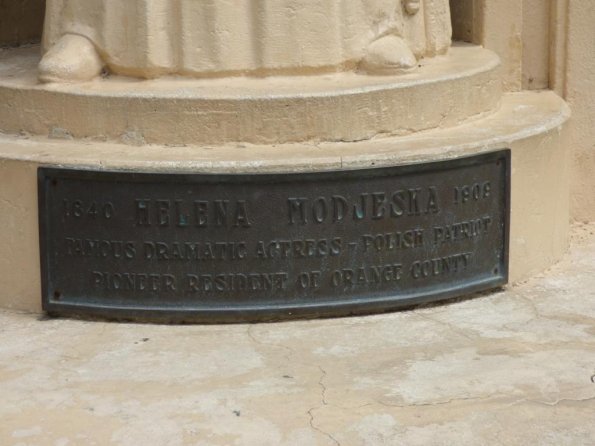 1840 HELENA MODJESKA 1909
FAMOUS DRAMATIC ACTRESS - POLISH PATRIOT
PIONEER RESIDENT OF ORANGE COUNTY